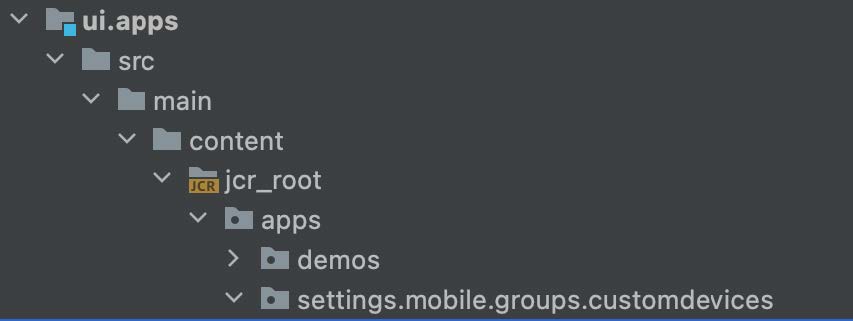 ui.apps
src
main
content
JCR jcr_root
apps
demos
settings.mobile.groups.customdevices